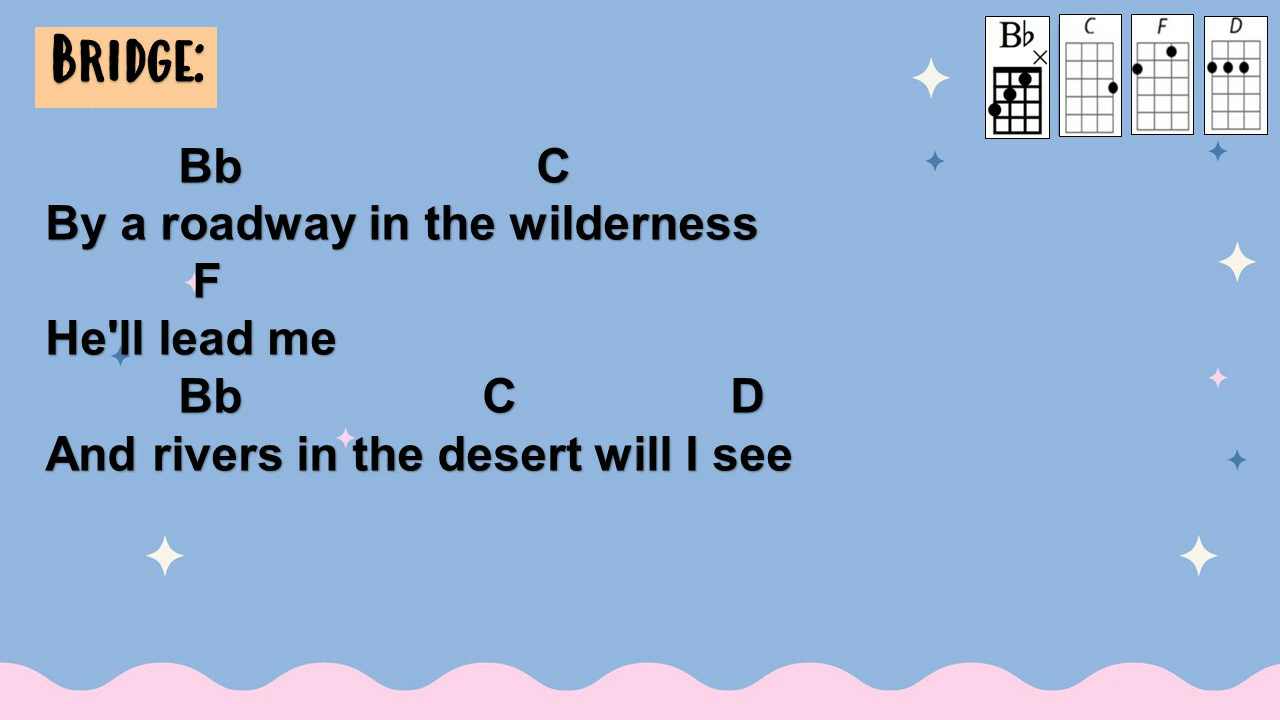 BRIDGE:
B♭ C F D
×
Bb C
By a roadway in the wilderness
F
He'll lead me
Bb C D
And rivers in the desert will I see